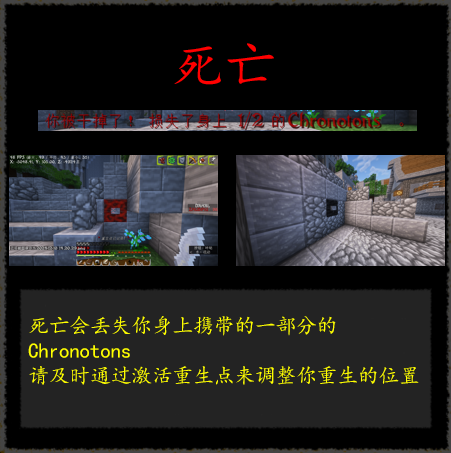 死亡
你被干掉了！ 损失了身上 1/2 的Chronotons 。
死亡会丢失你身上携带的一部分的
Chronotons
请及时通过激活重生点来调整你重生的位置